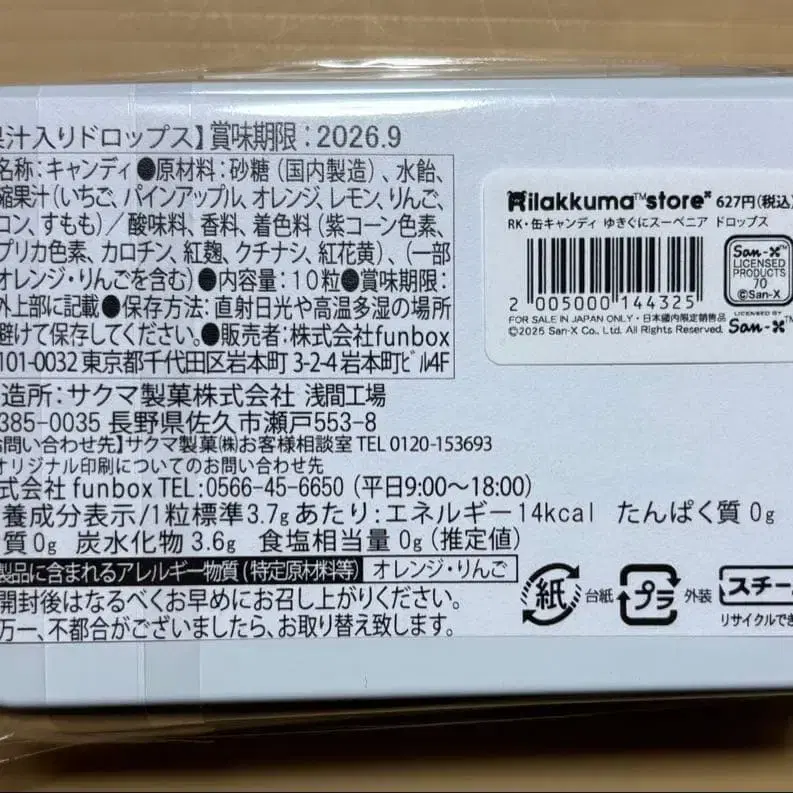 果汁入りドロップス】賞味期限:2026.9
名称:キャンディ●原材料:砂糖(国内製造)、水飴、
縮果汁(いちご、パインアップル、オレンジ、レモン、りんご、
コン、すもも)/酸味料、香料、着色料(紫コーン色素、
プリカ色素、カロチン、紅麹、クチナシ、紅花黄)、(一部
オレンジ・りんごを含む)●内容量:10粒●賞味期限:
外上部に記載●保存方法:直射日光や高温多湿の場所
避けて保存してください。●販売者:株式会社funbox
101-0032 東京都千代田区岩本町 3-2-4 岩本町ビル4F
造所:サクマ製菓株式会社 浅間工場
385-0035 長野県佐久市瀬戸553-8
お問い合わせ先】サクマ製菓㈱お客様相談室 TEL 0120-153693
オリジナル印刷についてのお問い合わせ先
式会社 funbox TEL:0566-45-6650 (平日9:00〜18:00)
養成分表示/1粒標準3.7gあたり:エネルギー14kcal たんぱく質 0g
質 0g 炭水化物 3.6g 食塩相当量 0g (推定値)
製品に含まれるアレルギー物質(特定原材料等) オレンジ・りんご
開封後はなるべくお早めにお召し上がりください。
万一、不都合がございましたら、お取り替え致します。
Rilakkuma™store 627円(税込)
RK・缶キャンディ ゆきぐにスーベニア ドロップス
2 005000 144325
San-X
LICENSED
PRODUCTS
70
©San-X
FOR SALE IN JAPAN ONLY・日本國内限定銷售品
©2025 San-X Co., Ltd. All Rights Reserved.
LICENSED BY
San-X™
紙 台紙 プラ 外装 スチー
リサイクルでき